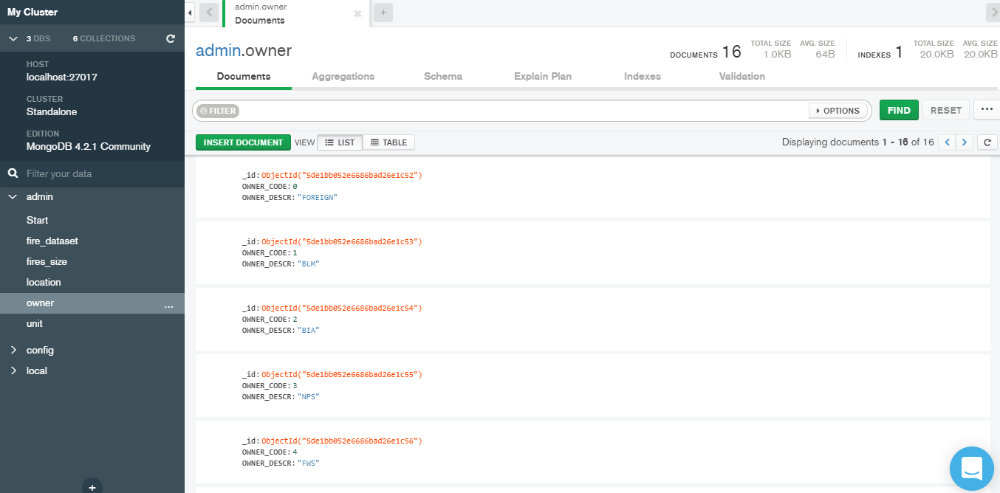 My Cluster
3 DBS 6 COLLECTIONS
HOST
localhost:27017
CLUSTER
Standalone
EDITION
MongoDB 4.2.1 Community
Filter your data
admin
Start
fire_dataset
fires_size
location
owner ...
unit
config
local
+
admin.owner
Documents
× +
admin.owner
DOCUMENTS 16 TOTAL SIZE 1.0KB AVG. SIZE 64B INDEXES 1 TOTAL SIZE 20.0KB AVG. SIZE 20.0KB
Documents Aggregations Schema Explain Plan Indexes Validation
FILTER OPTIONS FIND RESET ...
INSERT DOCUMENT VIEW LIST TABLE Displaying documents 1 - 16 of 16
_id: ObjectId("5de1bb052e6686bad26e1c52")
OWNER_CODE: 0
OWNER_DESCR: "FOREIGN"
_id: ObjectId("5de1bb052e6686bad26e1c53")
OWNER_CODE: 1
OWNER_DESCR: "BLM"
_id: ObjectId("5de1bb052e6686bad26e1c54")
OWNER_CODE: 2
OWNER_DESCR: "BIA"
_id: ObjectId("5de1bb052e6686bad26e1c55")
OWNER_CODE: 3
OWNER_DESCR: "NPS"
_id: ObjectId("5de1bb052e6686bad26e1c56")
OWNER_CODE: 4
OWNER_DESCR: "FWS"